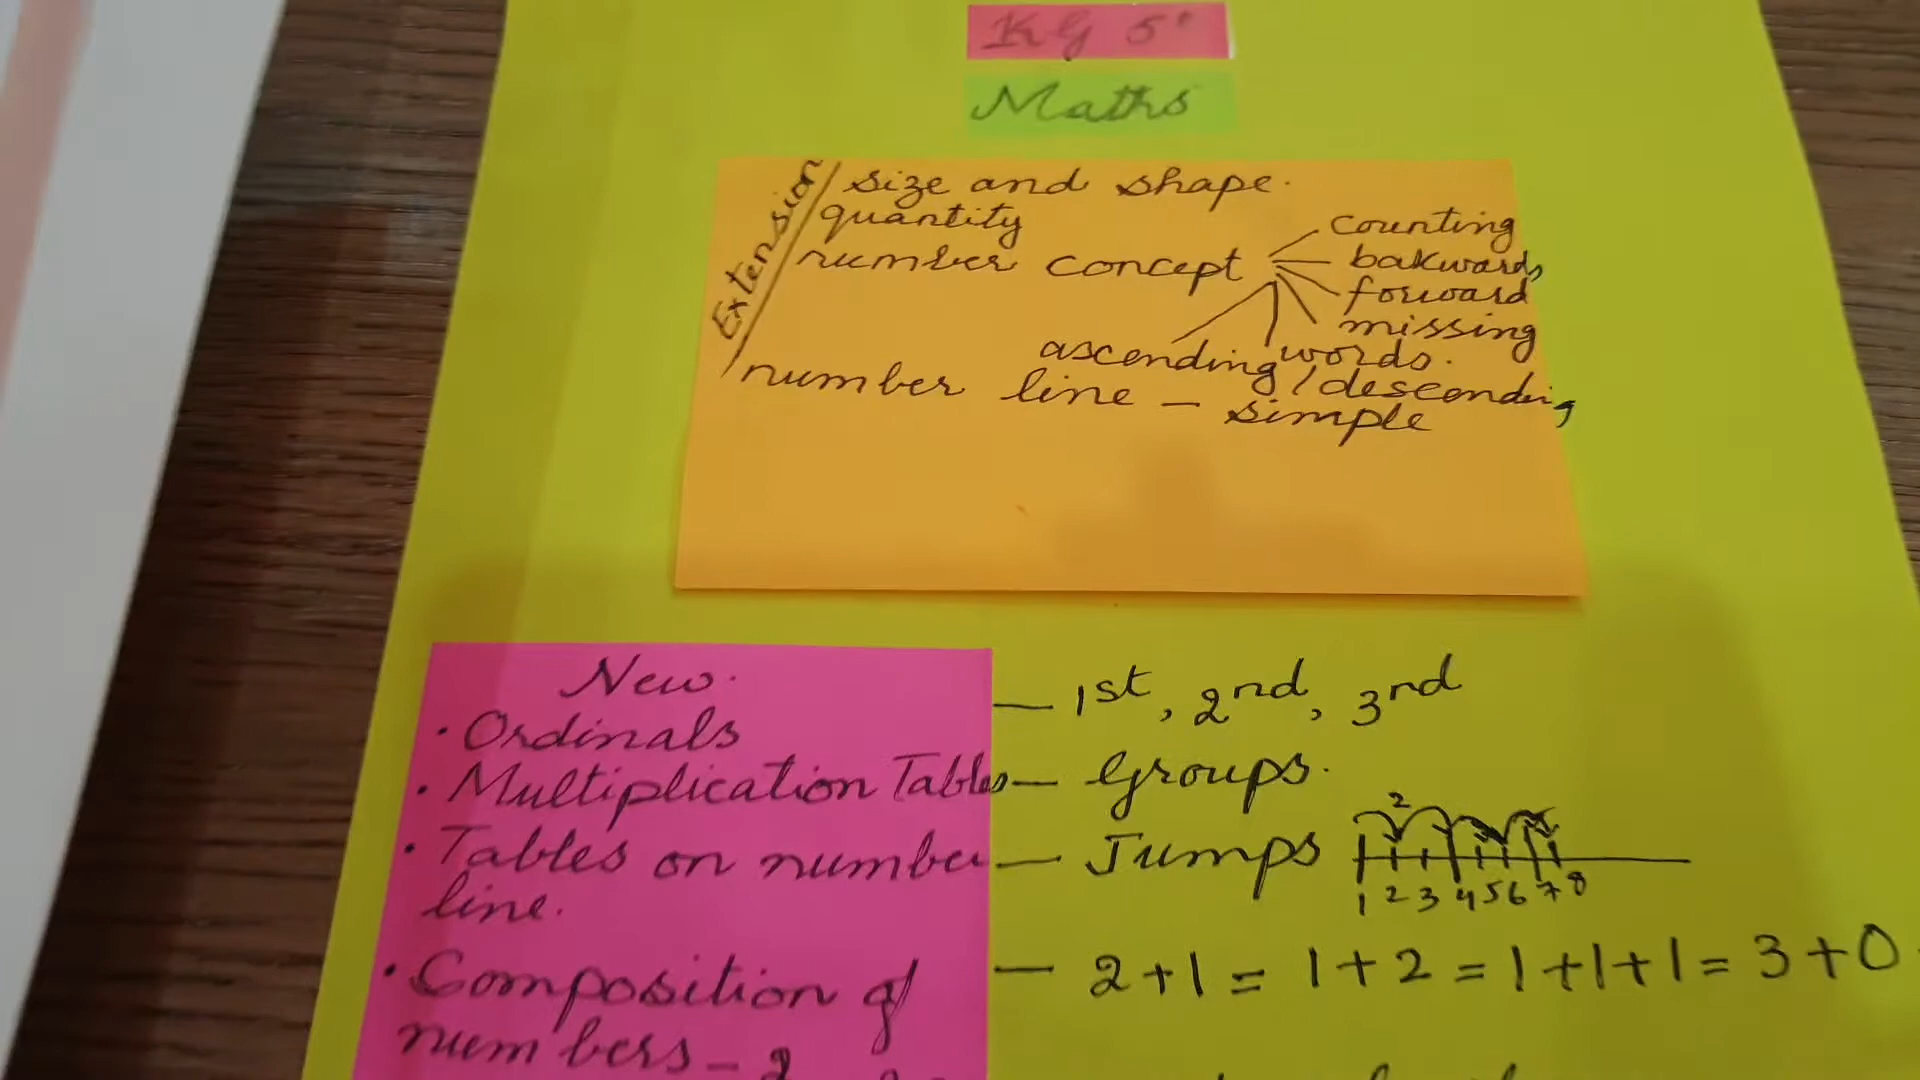 KG 5'
Maths
Extension
size and shape.
quantity
number concept
counting
bakwards
forward
missing
words.
ascending / descending
number line - simple
New.
• Ordinals — 1st, 2nd, 3rd
• Multiplication Tables — Groups.
• Tables on number line. — Jumps
2
1 2 3 4 5 6 7 8
• Composition of — 2+1 = 1+2 = 1+1+1 = 3+0
numbers - 2